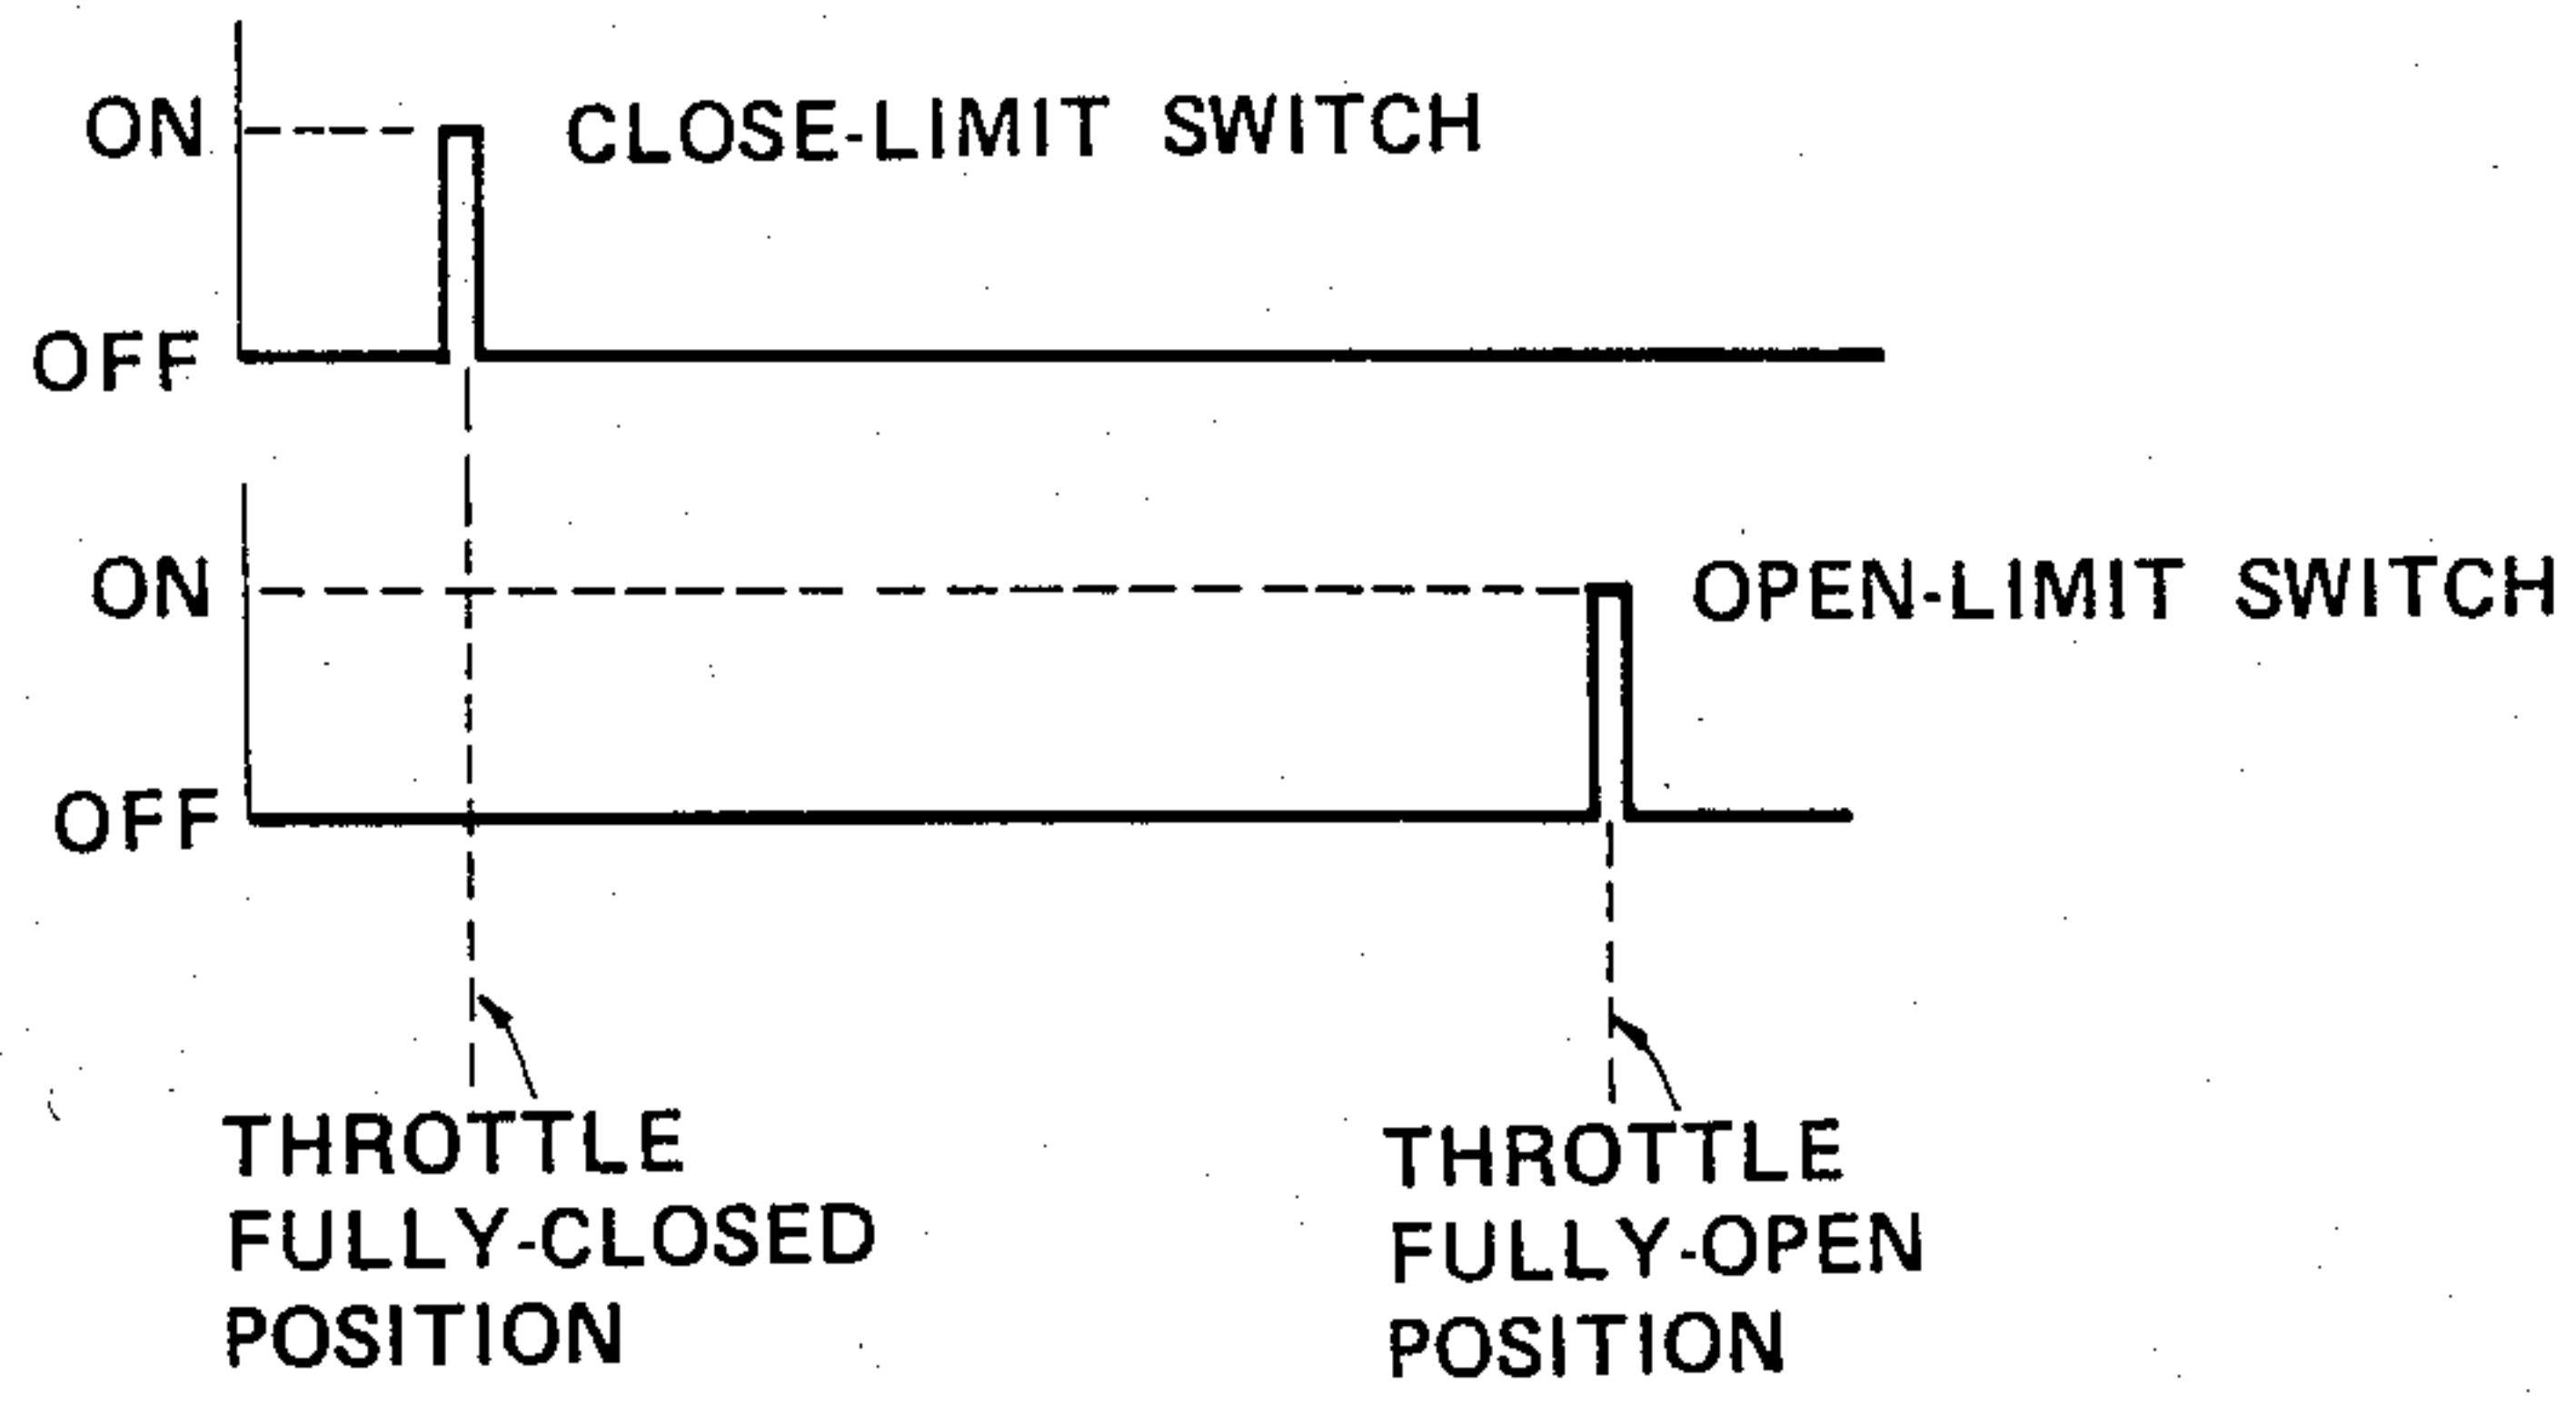 ON
CLOSE-LIMIT SWITCH
OFF
ON
OPEN-LIMIT SWITCH
OFF
THROTTLE
FULLY-CLOSED
POSITION
THROTTLE
FULLY-OPEN
POSITION